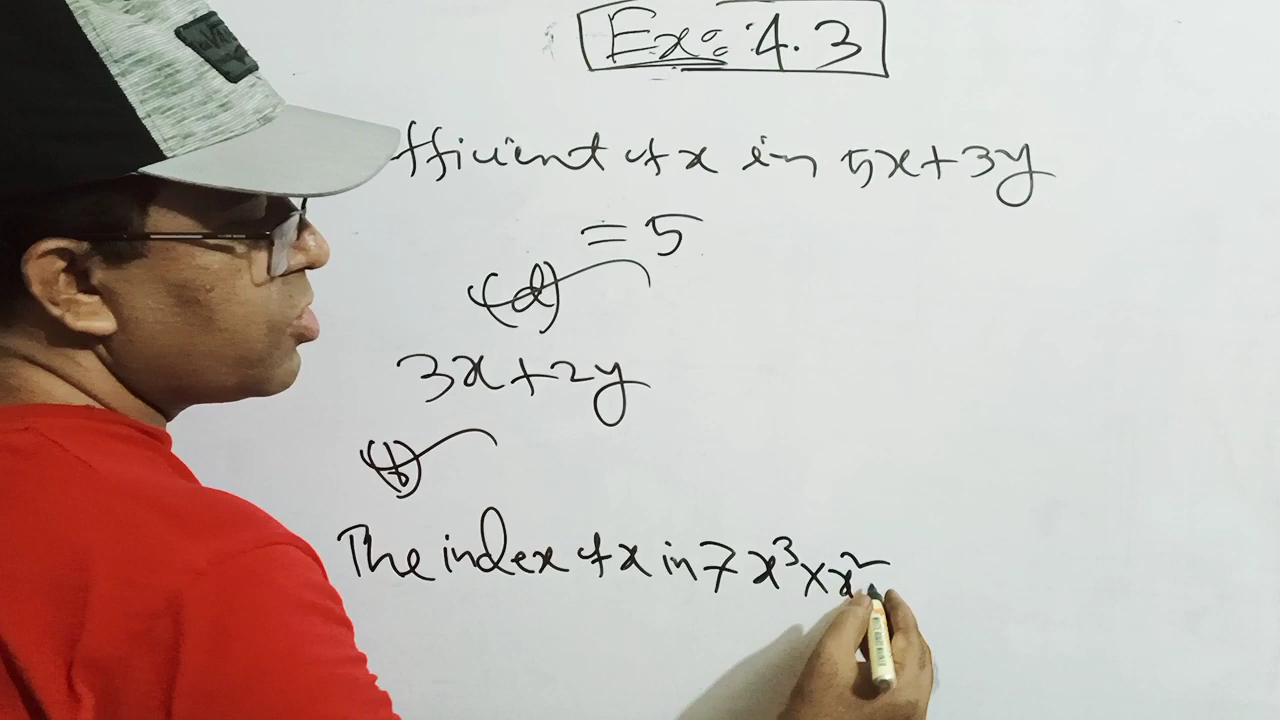 Ex: 4.3
fficient of x in 5x+3y
= 5
(d)
3x+2y
(b)
The index of x in 7x³×x²